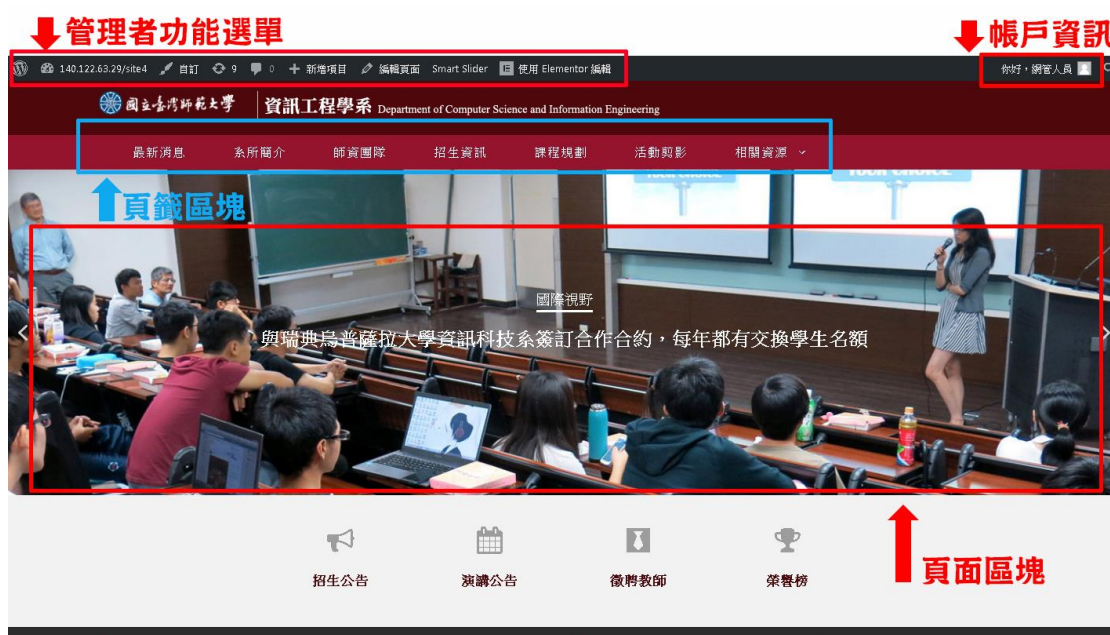 管理者功能選單
帳戶資訊
140.122.63.29/site4 自訂 9 0 新增項目 編輯頁面 Smart Slider 使用 Elementor 編輯
你好，網管人員
國立臺灣師範大學 資訊工程學系 Department of Computer Science and Information Engineering
最新消息 系所簡介 師資團隊 招生資訊 課程規劃 活動剪影 相關資源
頁籤區塊
國際視野
與瑞典烏普薩拉大學資訊科技系簽訂合作合約，每年都有交換學生名額
招生公告 演講公告 徵聘教師 榮譽榜
頁面區塊